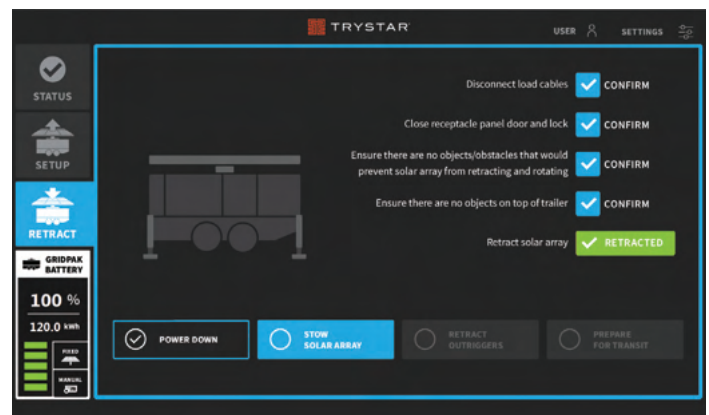 TRYSTAR
USER
SETTINGS
STATUS
SETUP
RETRACT
GRIDPAK
BATTERY
100 %
120.0 kWh
FIXED
MANUAL
Disconnect load cables
CONFIRM
Close receptacle panel door and lock
CONFIRM
Ensure there are no objects/obstacles that would
prevent solar array from retracting and rotating
CONFIRM
Ensure there are no objects on top of trailer
CONFIRM
Retract solar array
RETRACTED
POWER DOWN
STOW
SOLAR ARRAY
RETRACT
OUTRIGGERS
PREPARE
FOR TRANSIT